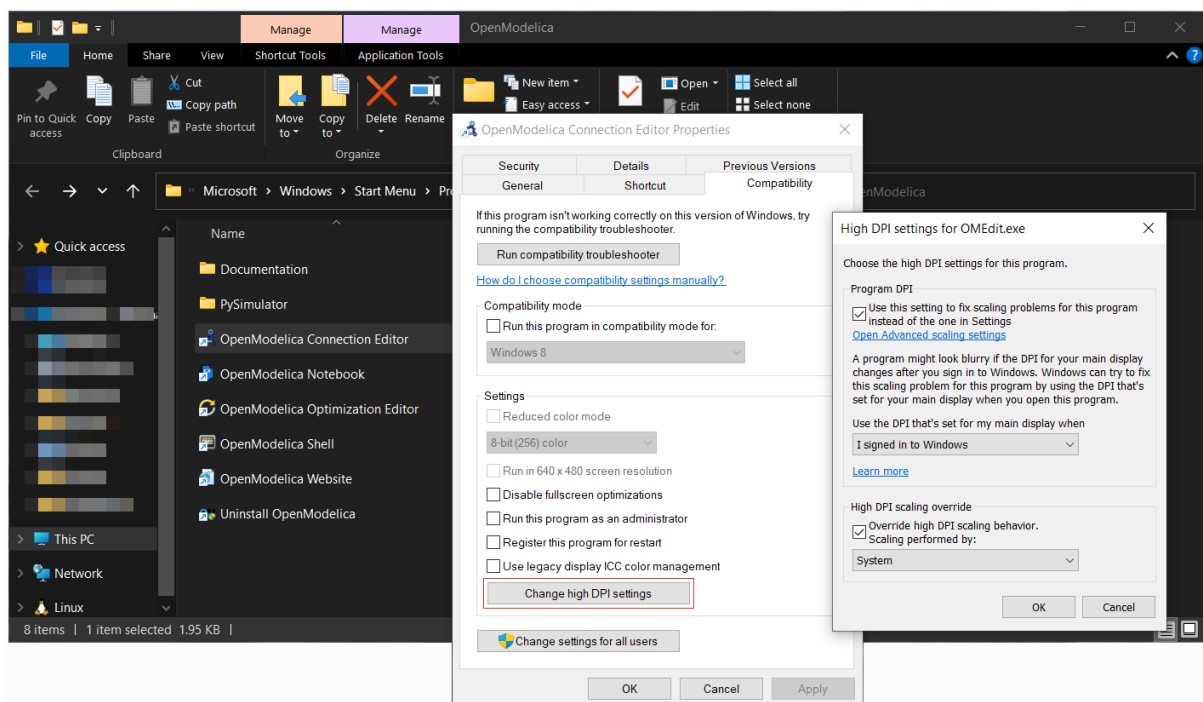 Manage
Manage
OpenModelica
File
Home
Share
View
Shortcut Tools
Application Tools
Pin to Quick access
Copy
Paste
Cut
Copy path
Paste shortcut
Clipboard
Move to
Copy to
Delete
Rename
Organize
New item
Easy access
Open
Edit
Select all
Select none
Microsoft > Windows > Start Menu >
Quick access
This PC
Network
Linux
Name
Documentation
PySimulator
OpenModelica Connection Editor
OpenModelica Notebook
OpenModelica Optimization Editor
OpenModelica Shell
OpenModelica Website
Uninstall OpenModelica
8 items | 1 item selected 1.95 KB |
OpenModelica Connection Editor Properties
Security
Details
Previous Versions
General
Shortcut
Compatibility
If this program isn't working correctly on this version of Windows, try
running the compatibility troubleshooter.
Run compatibility troubleshooter
How do I choose compatibility settings manually?
Compatibility mode
Run this program in compatibility mode for:
Windows 8
Settings
Reduced color mode
8-bit (256) color
Run in 640 x 480 screen resolution
Disable fullscreen optimizations
Run this program as an administrator
Register this program for restart
Use legacy display ICC color management
Change high DPI settings
Change settings for all users
OK
Cancel
Apply
High DPI settings for OMEdit.exe
Choose the high DPI settings for this program.
Program DPI
Use this setting to fix scaling problems for this program
instead of the one in Settings
Open Advanced scaling settings
A program might look blurry if the DPI for your main display
changes after you sign in to Windows. Windows can try to fix
this scaling problem for this program by using the DPI that's
set for your main display when you open this program.
Use the DPI that's set for my main display when
I signed in to Windows
Learn more
High DPI scaling override
Override high DPI scaling behavior.
Scaling performed by:
System
OK
Cancel